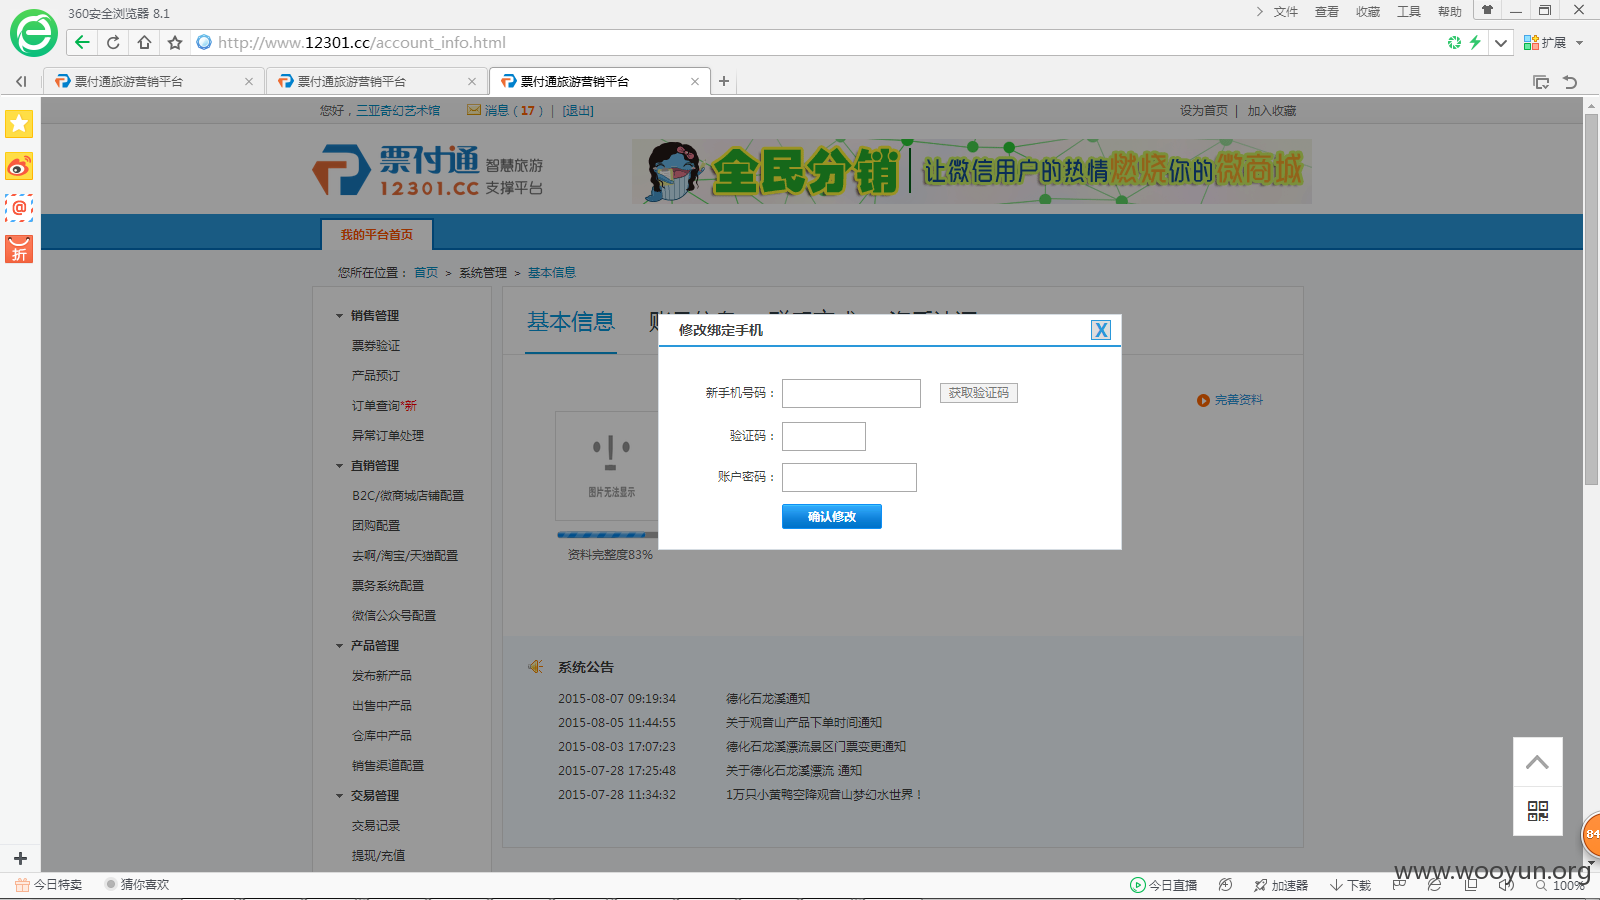 360安全浏览器 8.1
文件 查看 收藏 工具 帮助
http://www.12301.cc/account_info.html
扩展
票付通旅游营销平台
票付通旅游营销平台
票付通旅游营销平台
您好，三亚奇幻艺术馆 消息（17）| [退出]
设为首页 | 加入收藏
票付通 12301.CC 智慧旅游 支撑平台
全民分销 让微信用户的热情燃烧你的微商城
@
折
我的平台首页
您所在位置： 首页 > 系统管理 > 基本信息
销售管理
票券验证
产品预订
订单查询*新
异常订单处理
直销管理
B2C/微商城店铺配置
团购配置
去啊/淘宝/天猫配置
票务系统配置
微信公众号配置
产品管理
发布新产品
出售中产品
仓库中产品
销售渠道配置
交易管理
交易记录
提现/充值
基本信息
修改绑定手机
X
新手机号码：
获取验证码
验证码：
账户密码：
确认修改
完善资料
图片无法显示
资料完整度83%
系统公告
2015-08-07 09:19:34 德化石龙溪通知
2015-08-05 11:44:55 关于观音山产品下单时间通知
2015-08-03 17:07:23 德化石龙溪漂流景区门票变更通知
2015-07-28 17:25:48 关于德化石龙溪漂流 通知
2015-07-28 11:34:32 1万只小黄鸭空降观音山梦幻水世界！
84
www.wooyun.org
今日特卖 猜你喜欢
今日直播 加速器 下载 100%